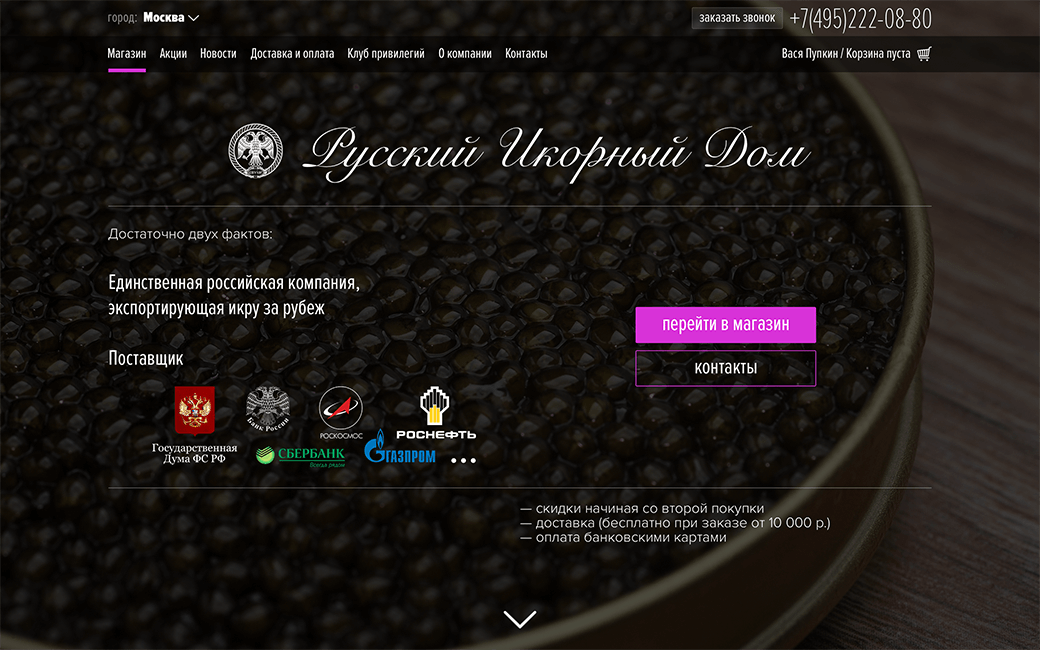 город: Москва
заказать звонок +7(495)222-08-80
Магазин Акции Новости Доставка и оплата Клуб привилегий О компании Контакты
Вася Пупкин / Корзина пуста
Русский Икорный Дом
Достаточно двух фактов:
Единственная российская компания,
экспортирующая икру за рубеж
перейти в магазин
контакты
Поставщик
Государственная
Дума ФС РФ
Банк России
РОСКОСМОС
РОСНЕФТЬ
СБЕРБАНК
Всегда рядом
ГАЗПРОМ
...
— скидки начиная со второй покупки
— доставка (бесплатно при заказе от 10 000 р.)
— оплата банковскими картами